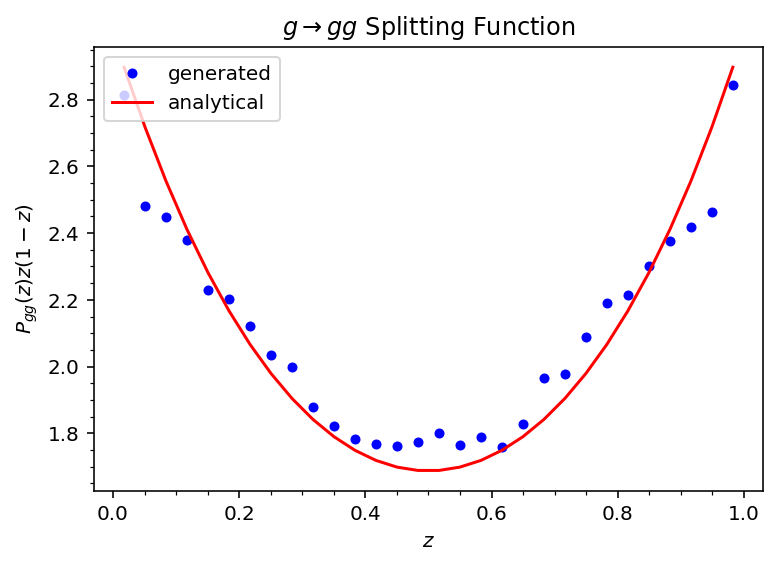 g → gg Splitting Function
generated
analytical
P_gg(z)z(1 − z)
2.8
2.6
2.4
2.2
2.0
1.8
0.0 0.2 0.4 0.6 0.8 1.0
z